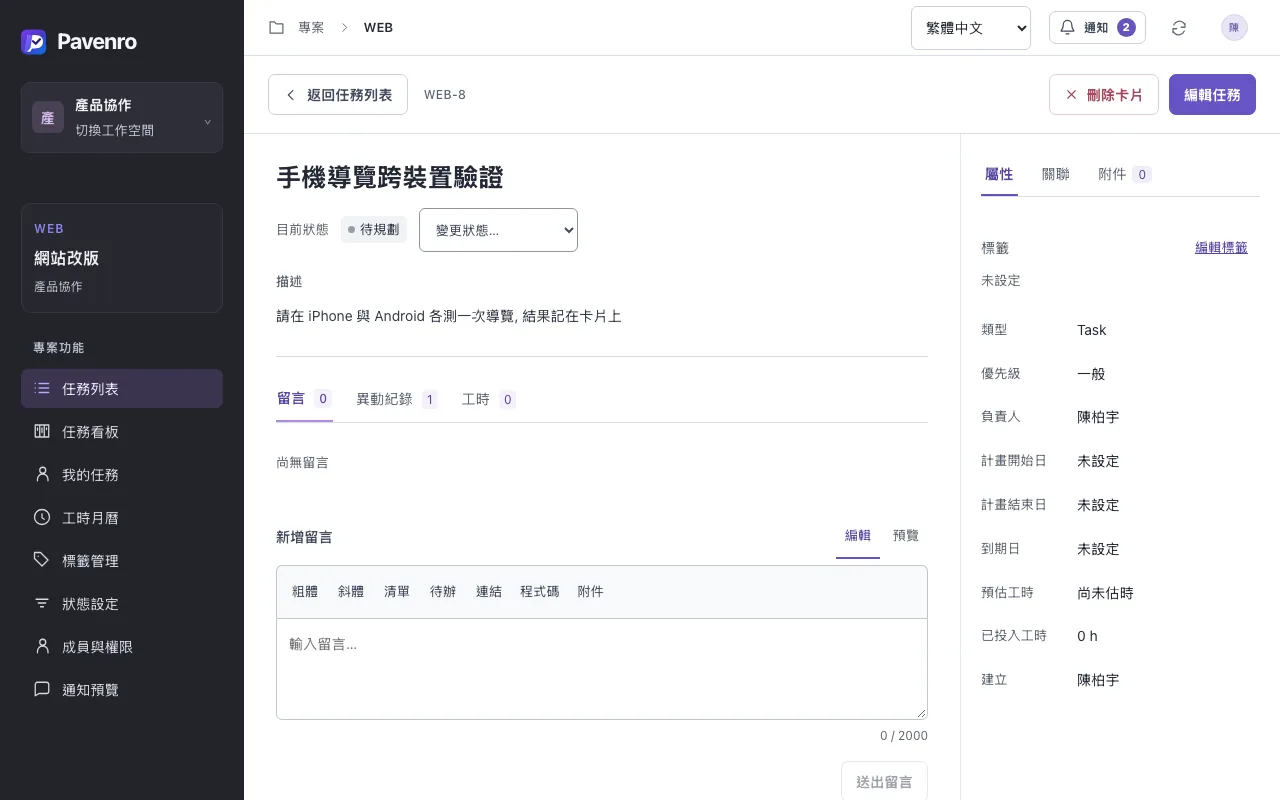 Pavenro
產
產品協作
切換工作空間
WEB
網站改版
產品協作
專案功能
任務列表
任務看板
我的任務
工時月曆
標籤管理
狀態設定
成員與權限
通知預覽
專案
WEB
繁體中文
通知 2
陳
返回任務列表
WEB-8
刪除卡片
編輯任務
手機導覽跨裝置驗證
目前狀態
待規劃
變更狀態...
描述
請在 iPhone 與 Android 各測一次導覽, 結果記在卡片上
留言 0
異動紀錄 1
工時 0
尚無留言
新增留言
編輯
預覽
粗體 斜體 清單 待辦 連結 程式碼 附件
輸入留言...
0 / 2000
送出留言
屬性
關聯
附件 0
標籤
編輯標籤
未設定
類型 Task
優先級 一般
負責人 陳柏宇
計畫開始日 未設定
計畫結束日 未設定
到期日 未設定
預估工時 尚未估時
已投入工時 0 h
建立 陳柏宇